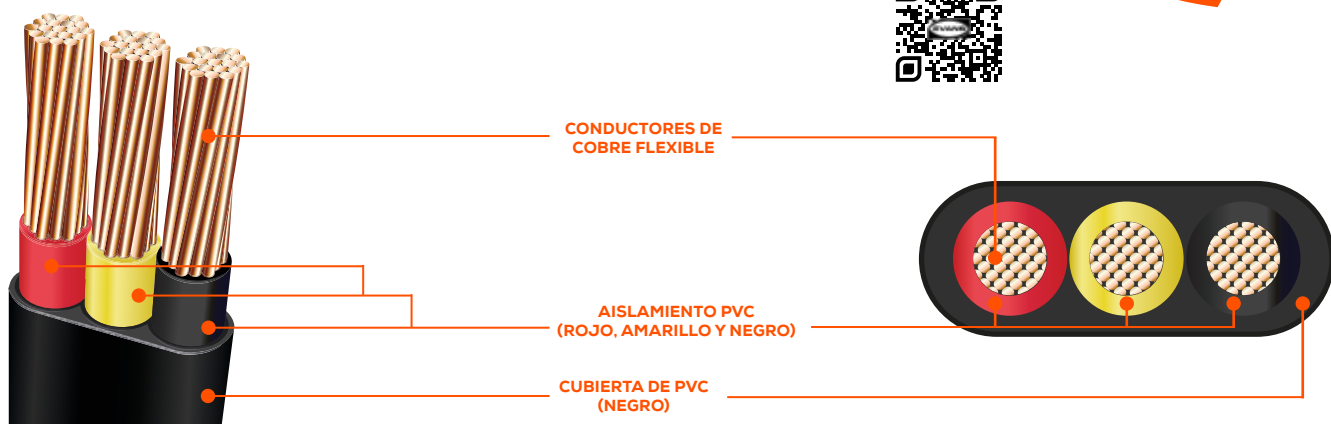 CONDUCTORES DE
COBRE FLEXIBLE
AISLAMIENTO PVC
(ROJO, AMARILLO Y NEGRO)
CUBIERTA DE PVC
(NEGRO)